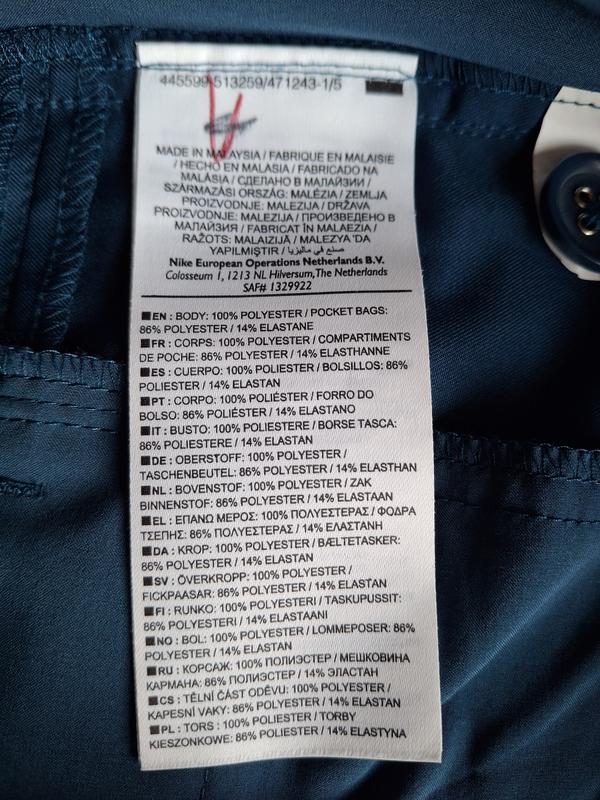 445599-513259/471243-1/5
MADE IN MALAYSIA / FABRIQUE EN MALAISIE
/ HECHO EN MALASIA / FABRICADO NA
MALÁSIA / СДЕЛАНО В МАЛАЙЗИИ /
SZÁRMAZÁSI ORSZÁG: MALÉZIA / ZEMLJA
PROIZVODNJE: MALEZIJA / DRŽAVA
PROIZVODNJE: MALEZIJA / ПРОИЗВЕДЕНО В
МАЛАЙЗИЯ / FABRICAT ÎN MALAEZIA /
RAŽOTS: MALAIZIJĀ / MALEZYA 'DA
YAPILMIŞTIR / صنع في ماليزيا
Nike European Operations Netherlands B.V.
Colosseum 1, 1213 NL Hilversum,The Netherlands
SAF# 1329922
EN : BODY: 100% POLYESTER / POCKET BAGS:
86% POLYESTER / 14% ELASTANE
FR : CORPS: 100% POLYESTER / COMPARTIMENTS
DE POCHE: 86% POLYESTER / 14% ELASTHANNE
ES : CUERPO: 100% POLIESTER / BOLSILLOS: 86%
POLIESTER / 14% ELASTAN
PT : CORPO: 100% POLIÉSTER / FORRO DO
BOLSO: 86% POLIÉSTER / 14% ELASTANO
IT : BUSTO: 100% POLIESTERE / BORSE TASCA:
86% POLIESTERE / 14% ELASTAN
DE : OBERSTOFF: 100% POLYESTER /
TASCHENBEUTEL: 86% POLYESTER / 14% ELASTHAN
NL : BOVENSTOF: 100% POLYESTER / ZAK
BINNENSTOF: 86% POLYESTER / 14% ELASTAAN
EL : ΕΠΑΝΩ ΜΕΡΟΣ: 100% ΠΟΛΥΕΣΤΕΡΑΣ / ΦΟΔΡΑ
ΤΣΕΠΗΣ: 86% ΠΟΛΥΕΣΤΕΡΑΣ / 14% ΕΛΑΣΤΑΝΗ
DA : KROP: 100% POLYESTER / BÆLTETASKER:
86% POLYESTER / 14% ELASTAN
SV : ÖVERKROPP: 100% POLYESTER /
FICKPAASAR: 86% POLYESTER / 14% ELASTAN
FI : RUNKO: 100% POLYESTERI / TASKUPUSSIT:
86% POLYESTERI / 14% ELASTAANI
NO : BOL: 100% POLYESTER / LOMMEPOSER: 86%
POLYESTER / 14% ELASTAN
RU : КОРСАЖ: 100% ПОЛИЭСТЕР / МЕШКОВИНА
КАРМАНА: 86% ПОЛИЭСТЕР / 14% ЭЛАСТАН
CS : TĚLNÍ ČÁST ODĚVU: 100% POLYESTER /
KAPESNÍ VAKY: 86% POLYESTER / 14% ELASTAN
PL : TORS : 100% POLIESTER / TORBY
KIESZONKOWE: 86% POLIESTER / 14% ELASTYNA